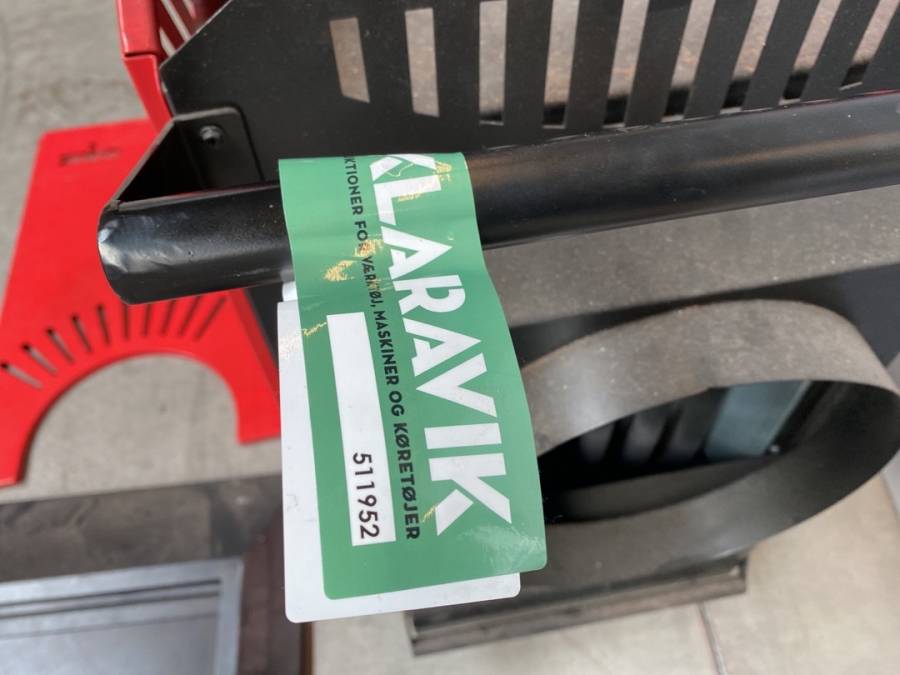 KLARAVIK
KTIONER FOR VÆRKTØJ, MASKINER OG KØRETØJER
511952